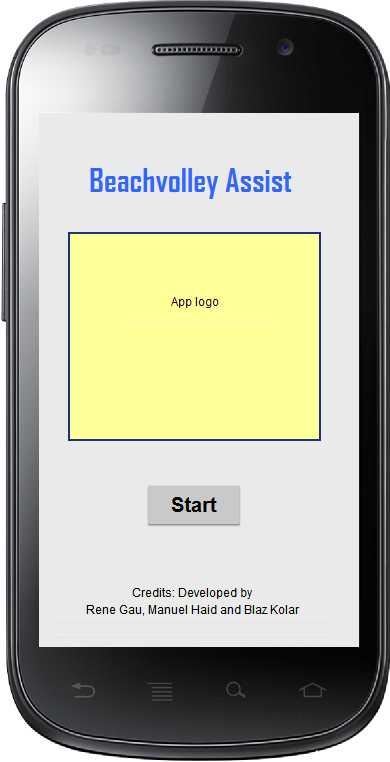 Beachvolley Assist
App logo
Start
Credits: Developed by
Rene Gau, Manuel Haid and Blaz Kolar